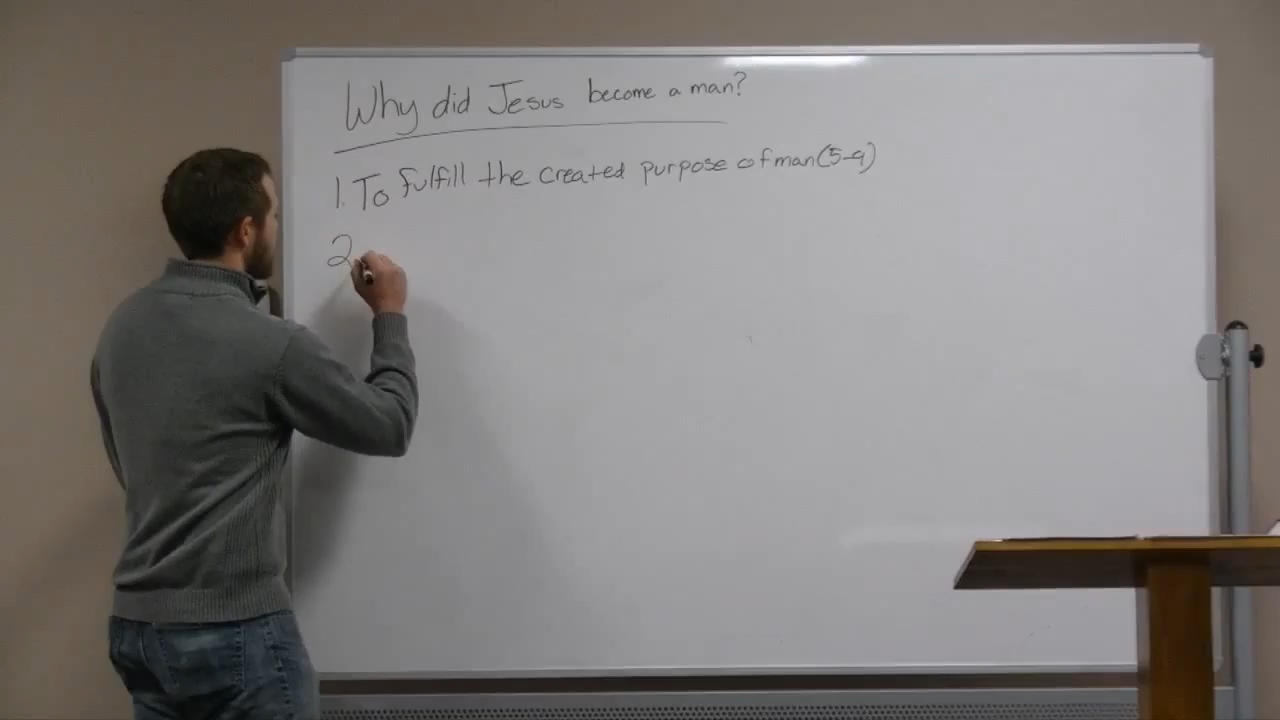 Why did Jesus become a man?
1. To fulfill the created purpose of man (5-9)
2